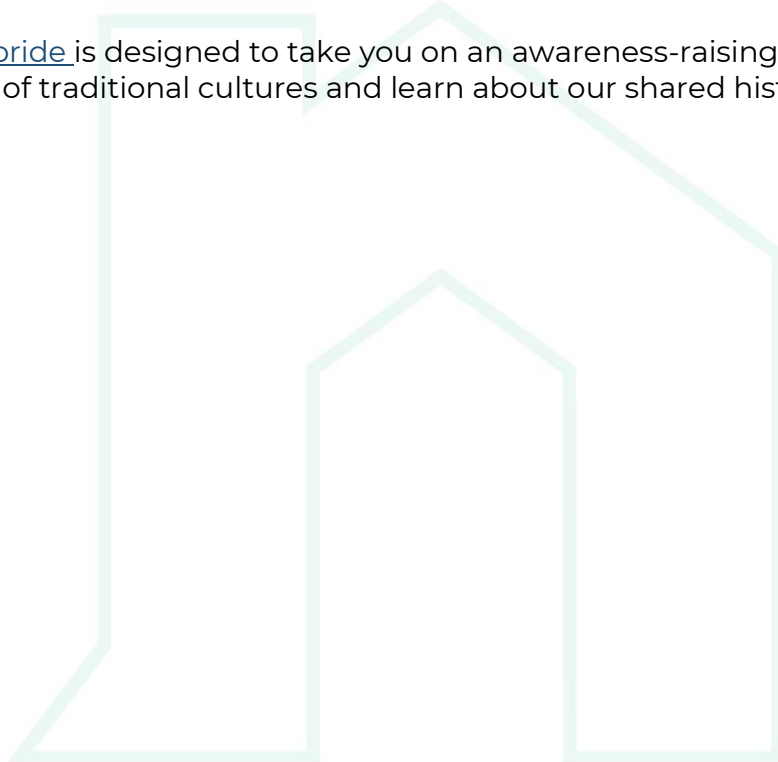 pride is designed to take you on an awareness-raising
of traditional cultures and learn about our shared his